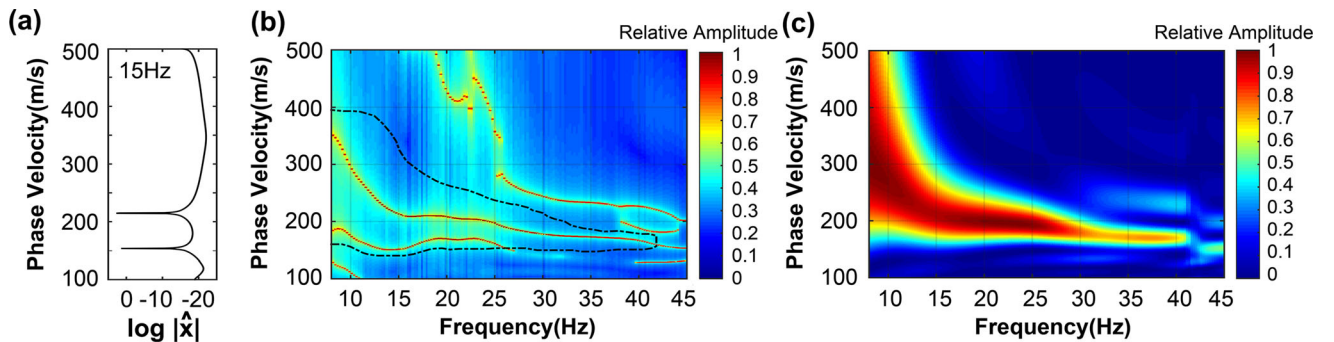 (a)
Phase Velocity(m/s)
500
400
300
200
100
15Hz
0 -10 -20
log |x̂|
(b)
Relative Amplitude
Phase Velocity(m/s)
500
400
300
200
100
10 15 20 25 30 35 40 45
Frequency(Hz)
1
0.9
0.8
0.7
0.6
0.5
0.4
0.3
0.2
0.1
0
(c)
Relative Amplitude
Phase Velocity(m/s)
500
400
300
200
100
10 15 20 25 30 35 40 45
Frequency(Hz)
1
0.9
0.8
0.7
0.6
0.5
0.4
0.3
0.2
0.1
0